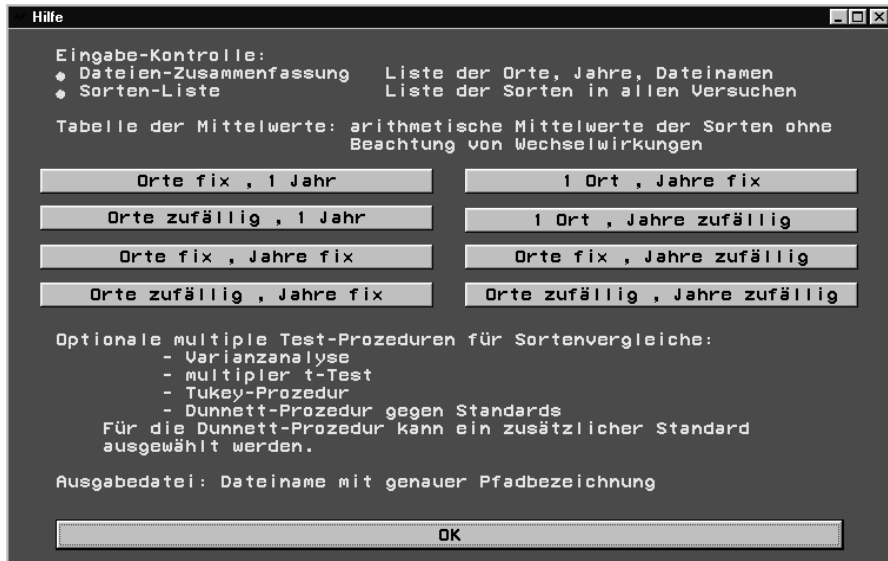 Hilfe
Eingabe-Kontrolle:
Dateien-Zusammenfassung Liste der Orte, Jahre, Dateinamen
Sorten-Liste Liste der Sorten in allen Versuchen
Tabelle der Mittelwerte: arithmetische Mittelwerte der Sorten ohne
Beachtung von Wechselwirkungen
Orte fix , 1 Jahr
1 Ort , Jahre fix
Orte zufällig , 1 Jahr
1 Ort , Jahre zufällig
Orte fix , Jahre fix
Orte fix , Jahre zufällig
Orte zufällig , Jahre fix
Orte zufällig , Jahre zufällig
Optionale multiple Test-Prozeduren für Sortenvergleiche:
- Varianzanalyse
- multipler t-Test
- Tukey-Prozedur
- Dunnett-Prozedur gegen Standards
Für die Dunnett-Prozedur kann ein zusätzlicher Standard
ausgewählt werden.
Ausgabedatei: Dateiname mit genauer Pfadbezeichnung
OK